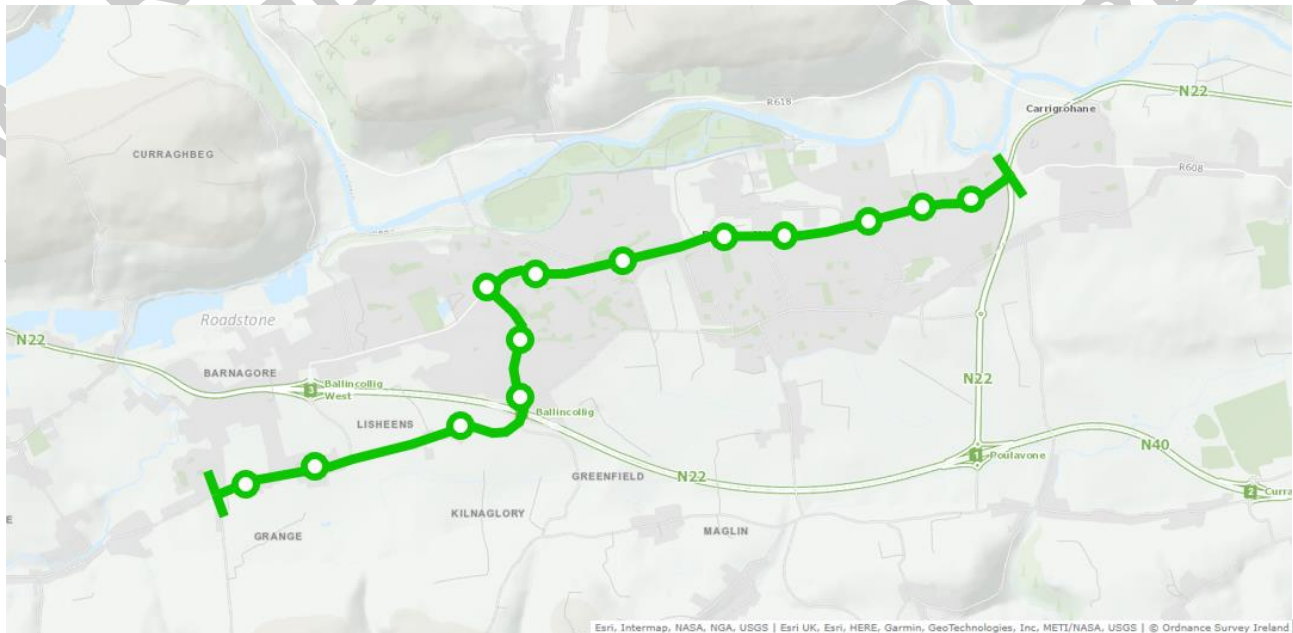 N22
Carrigrohane
R618
CURRAGHBEG
R608
Roadstone
N22
BARNAGORE
3
Ballincollig
West
N22
LISHEENS
Ballincollig
1
Poulavone
N40
GREENFIELD
N22
2
Curra
KILNAGLORY
E
MAGLIN
GRANGE
Esri, Intermap, NASA, NGA, USGS | Esri UK, Esri, HERE, Garmin, GeoTechnologies, Inc, METI/NASA, USGS | © Ordnance Survey Ireland